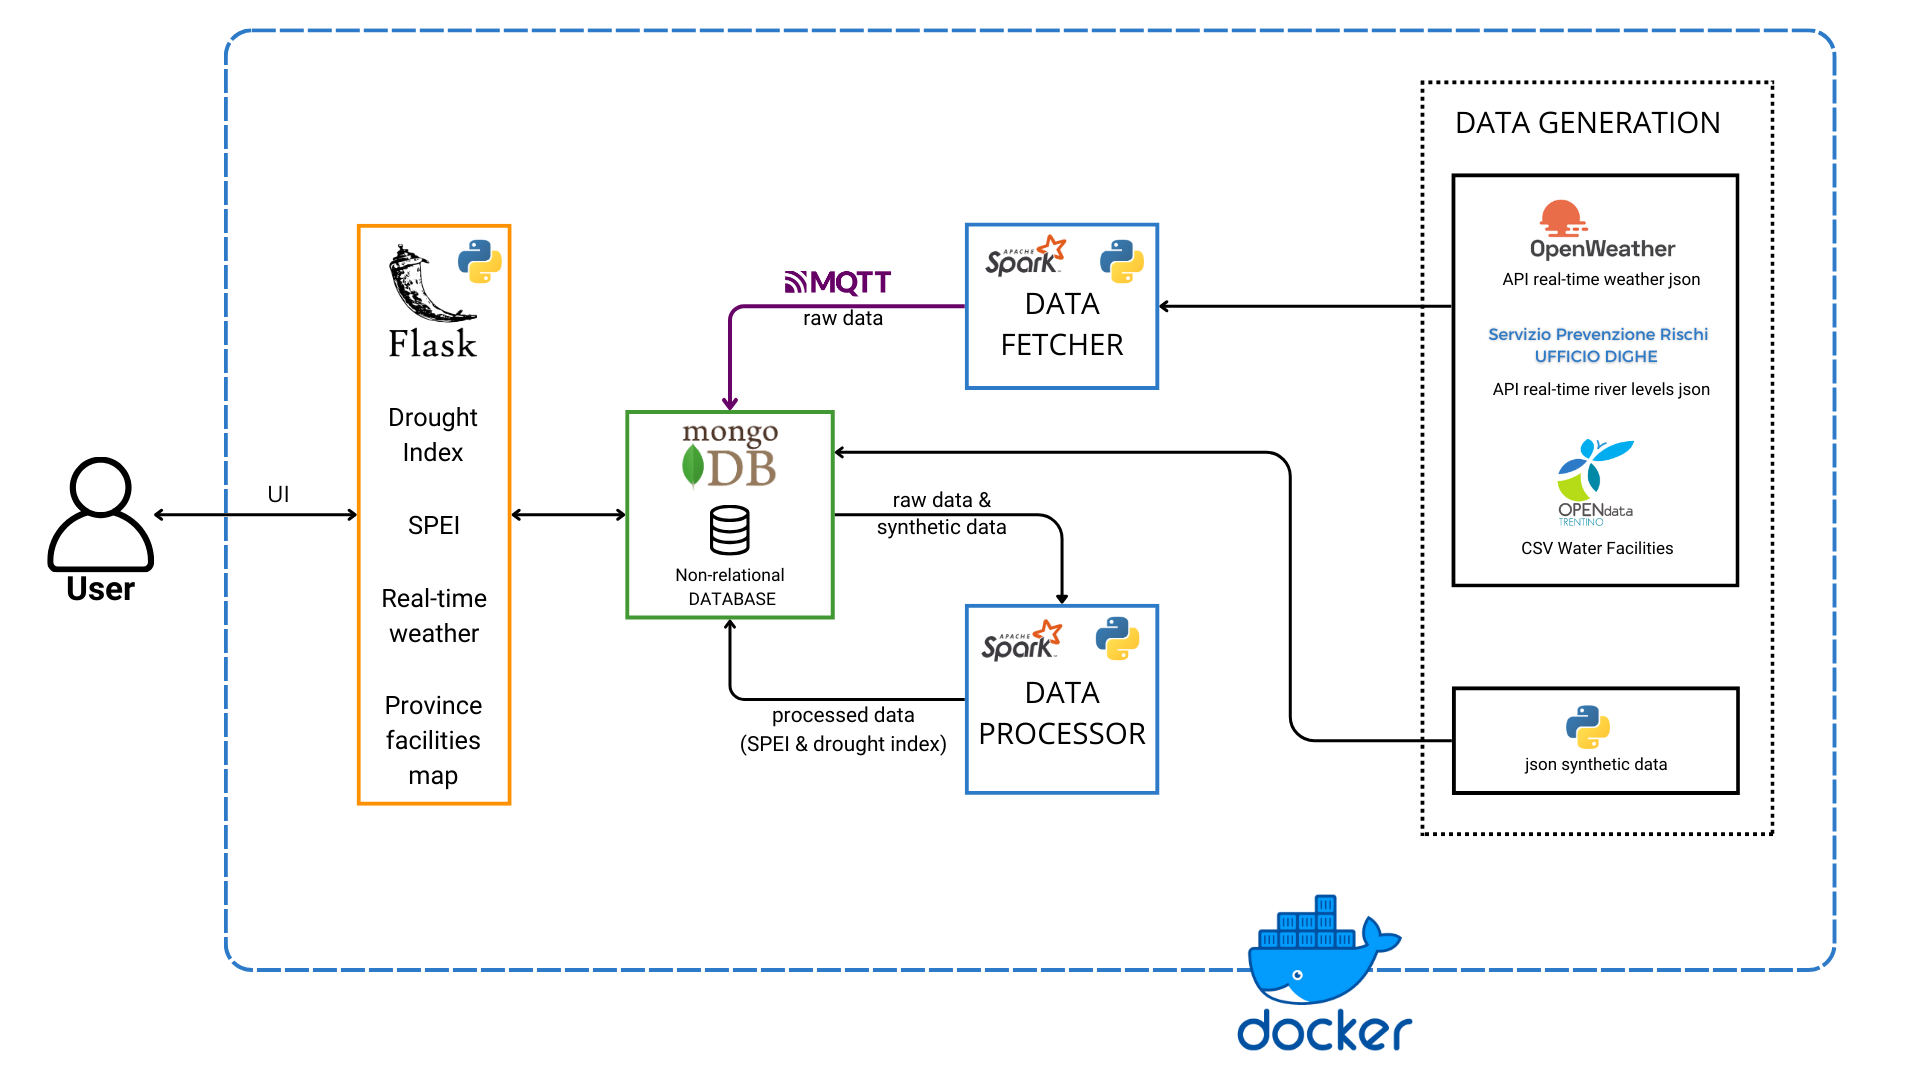 User
UI
Flask
Drought
Index
SPEI
Real-time
weather
Province
facilities
map
mongo
DB
Non-relational
DATABASE
MQTT
raw data
raw data &
synthetic data
processed data
(SPEI & drought index)
APACHE
Spark
DATA
FETCHER
APACHE
Spark
DATA
PROCESSOR
DATA GENERATION
OpenWeather
API real-time weather json
Servizio Prevenzione Rischi
UFFICIO DIGHE
API real-time river levels json
OPENdata
TRENTINO
CSV Water Facilities
json synthetic data
docker